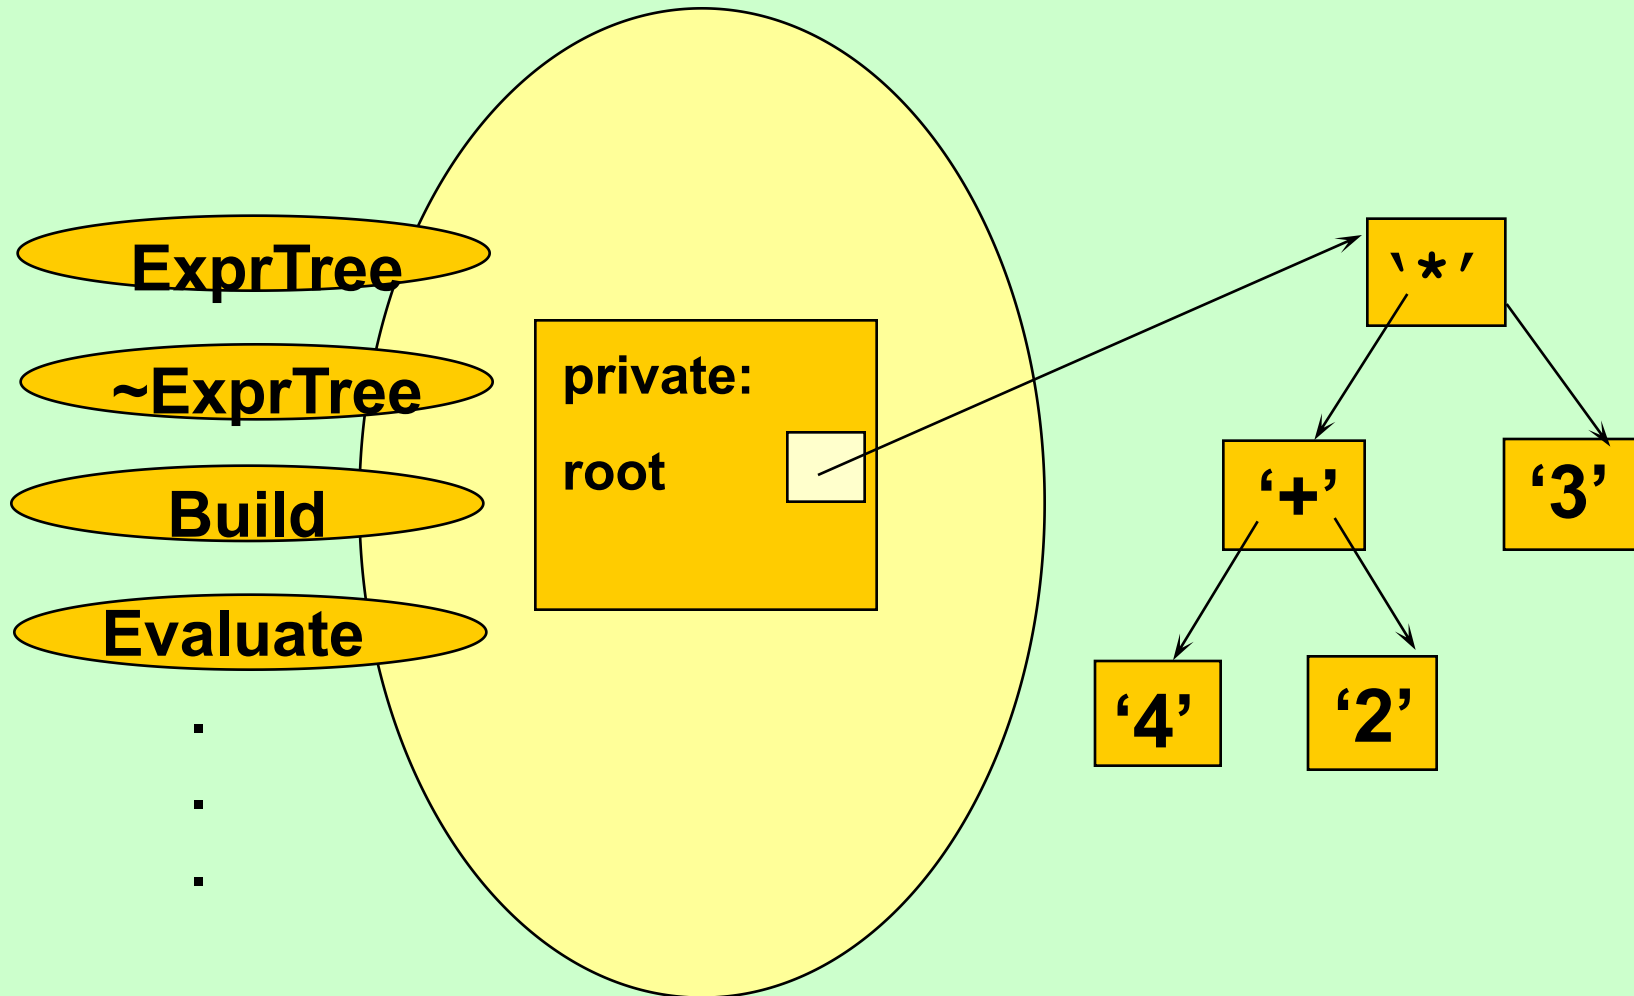 ExprTree
~ExprTree
Build
Evaluate
.
.
.
private:
root
‵*′
‘+’
‘3’
‘4’
‘2’